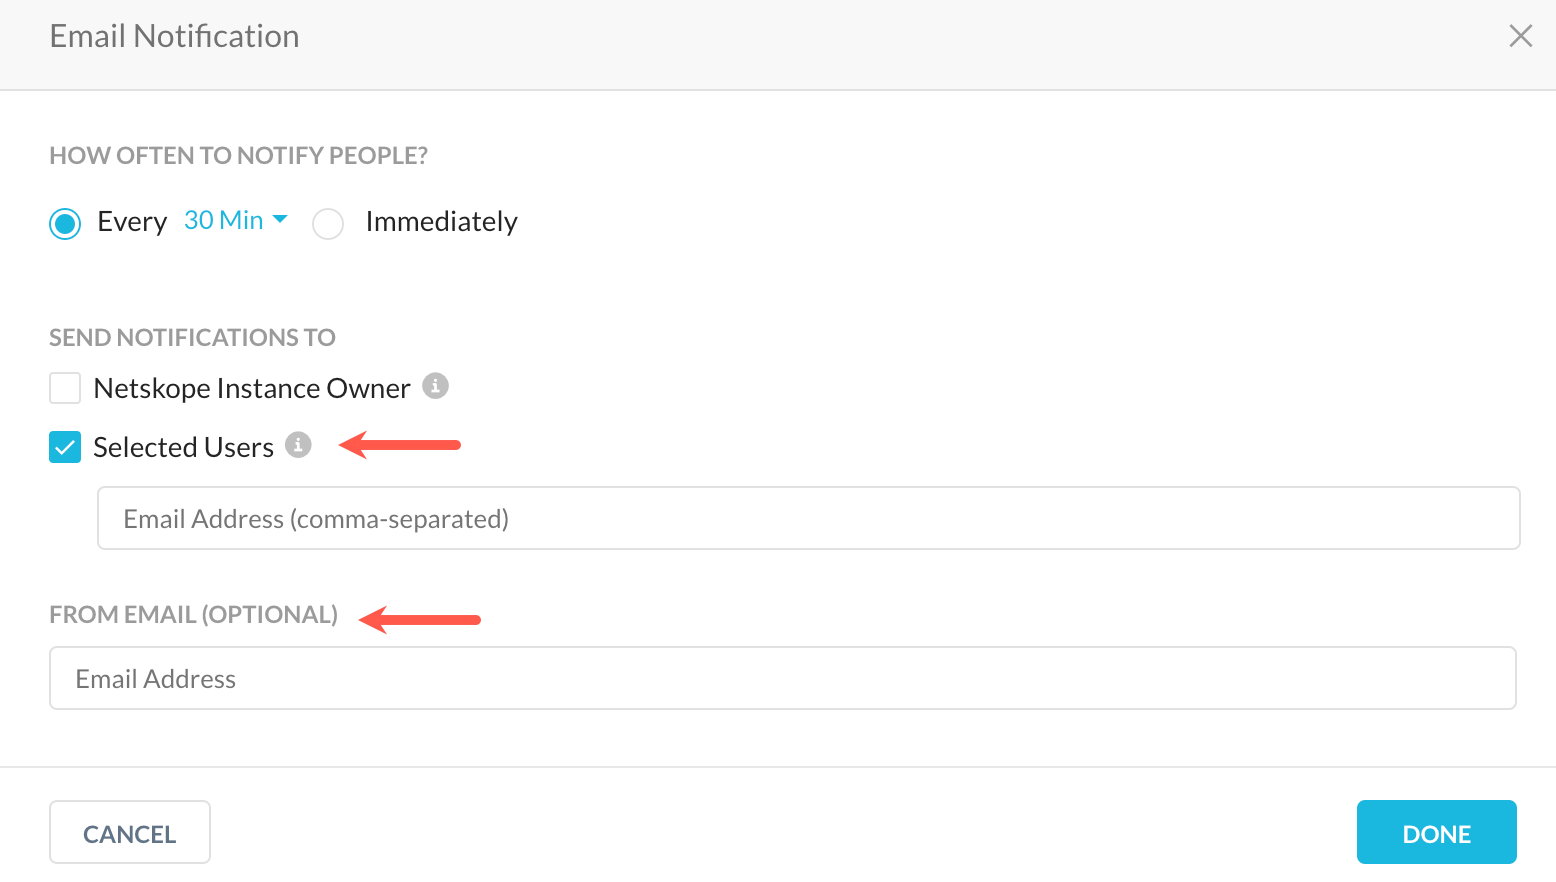 Email Notification
HOW OFTEN TO NOTIFY PEOPLE?
Every 30 Min Immediately
SEND NOTIFICATIONS TO
Netskope Instance Owner
Selected Users
Email Address (comma-separated)
FROM EMAIL (OPTIONAL)
Email Address
CANCEL DONE